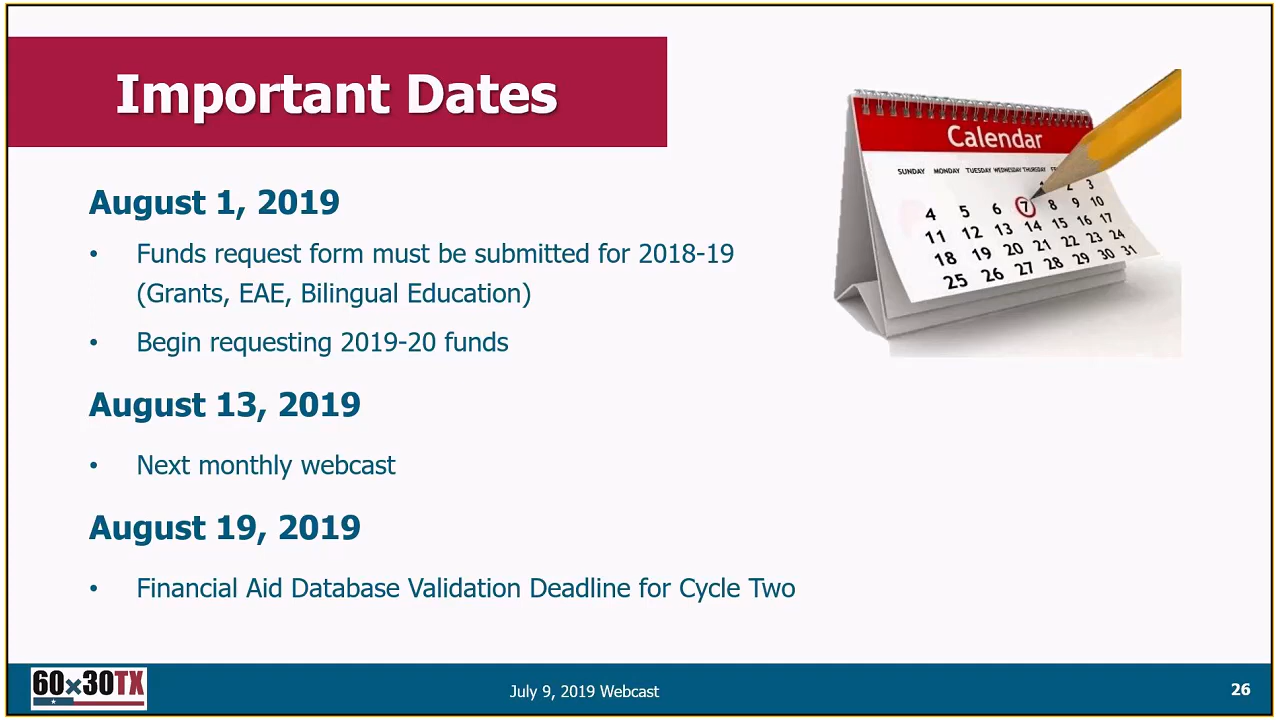 Important Dates
August 1, 2019
• Funds request form must be submitted for 2018-19
(Grants, EAE, Bilingual Education)
• Begin requesting 2019-20 funds
August 13, 2019
• Next monthly webcast
August 19, 2019
• Financial Aid Database Validation Deadline for Cycle Two
Calendar
SUNDAY MONDAY TUESDAY WEDNESDAY THURSDAY
1 2 3
4 5 6 7 8 9 10
11 12 13 14 15 16 17
18 19 20 21 22 23 24
25 26 27 28 29 30 31
60x30TX
July 9, 2019 Webcast
26